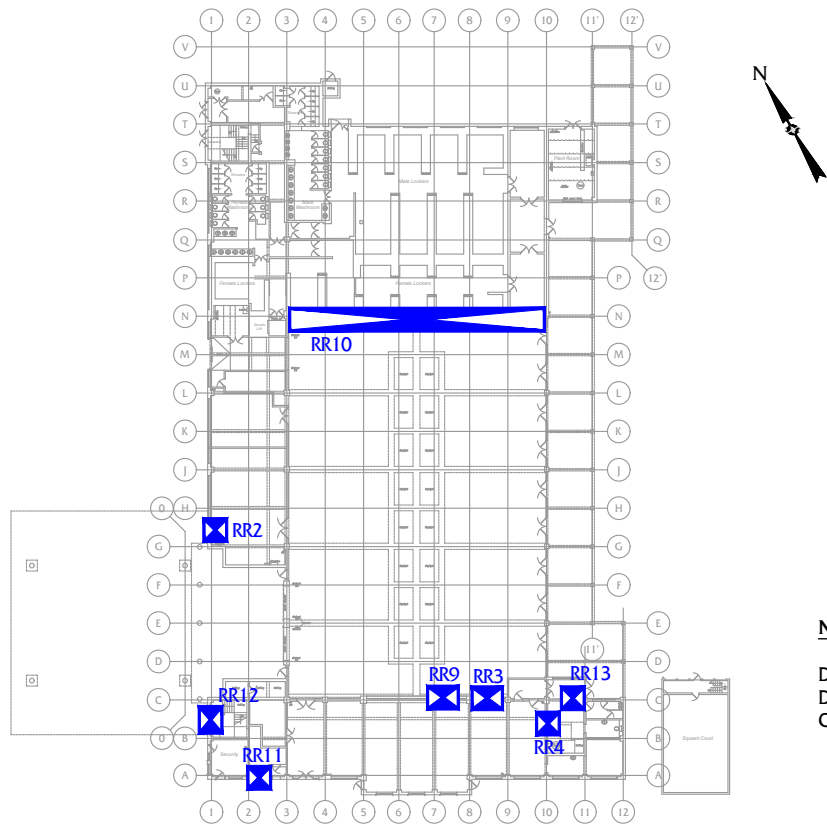 1 2 3 4 5 6 7 8 9 10 11' 12'
V V
U U
N
T T
S S
Plant Room
Male Lockers
R R
Male Washroom
Q Q
P P
12'
Female Lockers Female Lockers
N N
RR10
M M
L L
K K
J J
0 H H
RR2
G G
F F
E E
N
11'
D D
D
RR9 RR3 RR13
RR12
C C
D
C
RR4
0 B B
Security
Squash Court
RR11
A A
1 2 3 4 5 6 7 8 9 10 11 12